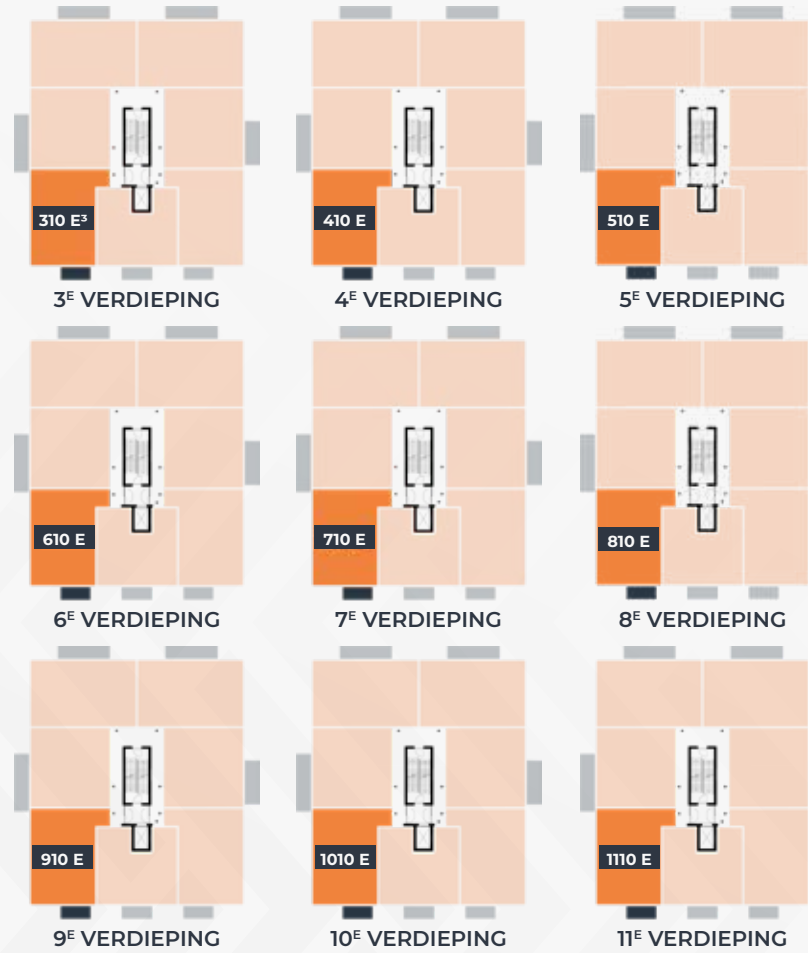 310 E³
410 E
510 E
3ᴱ VERDIEPING
4ᴱ VERDIEPING
5ᴱ VERDIEPING
610 E
710 E
810 E
6ᴱ VERDIEPING
7ᴱ VERDIEPING
8ᴱ VERDIEPING
910 E
1010 E
1110 E
9ᴱ VERDIEPING
10ᴱ VERDIEPING
11ᴱ VERDIEPING